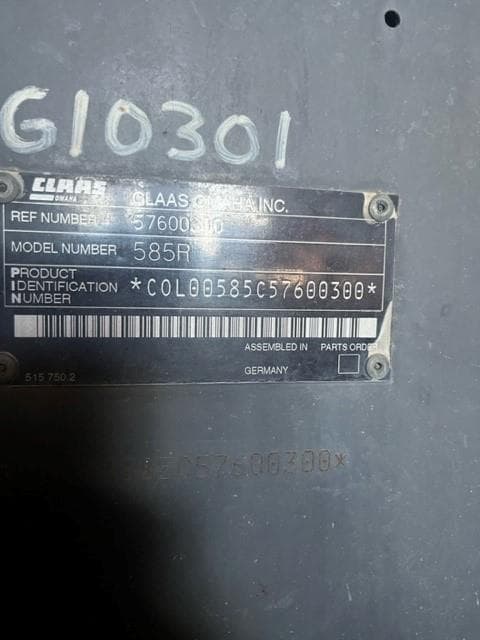 G10301
CLAAS
OMAHA
CLAAS OMAHA INC.
REF NUMBER 57600300
MODEL NUMBER 585R
PRODUCT
IDENTIFICATION *COL00585C57600300*
NUMBER
ASSEMBLED IN PARTS ORDER
GERMANY
515 750.2
C57600300*